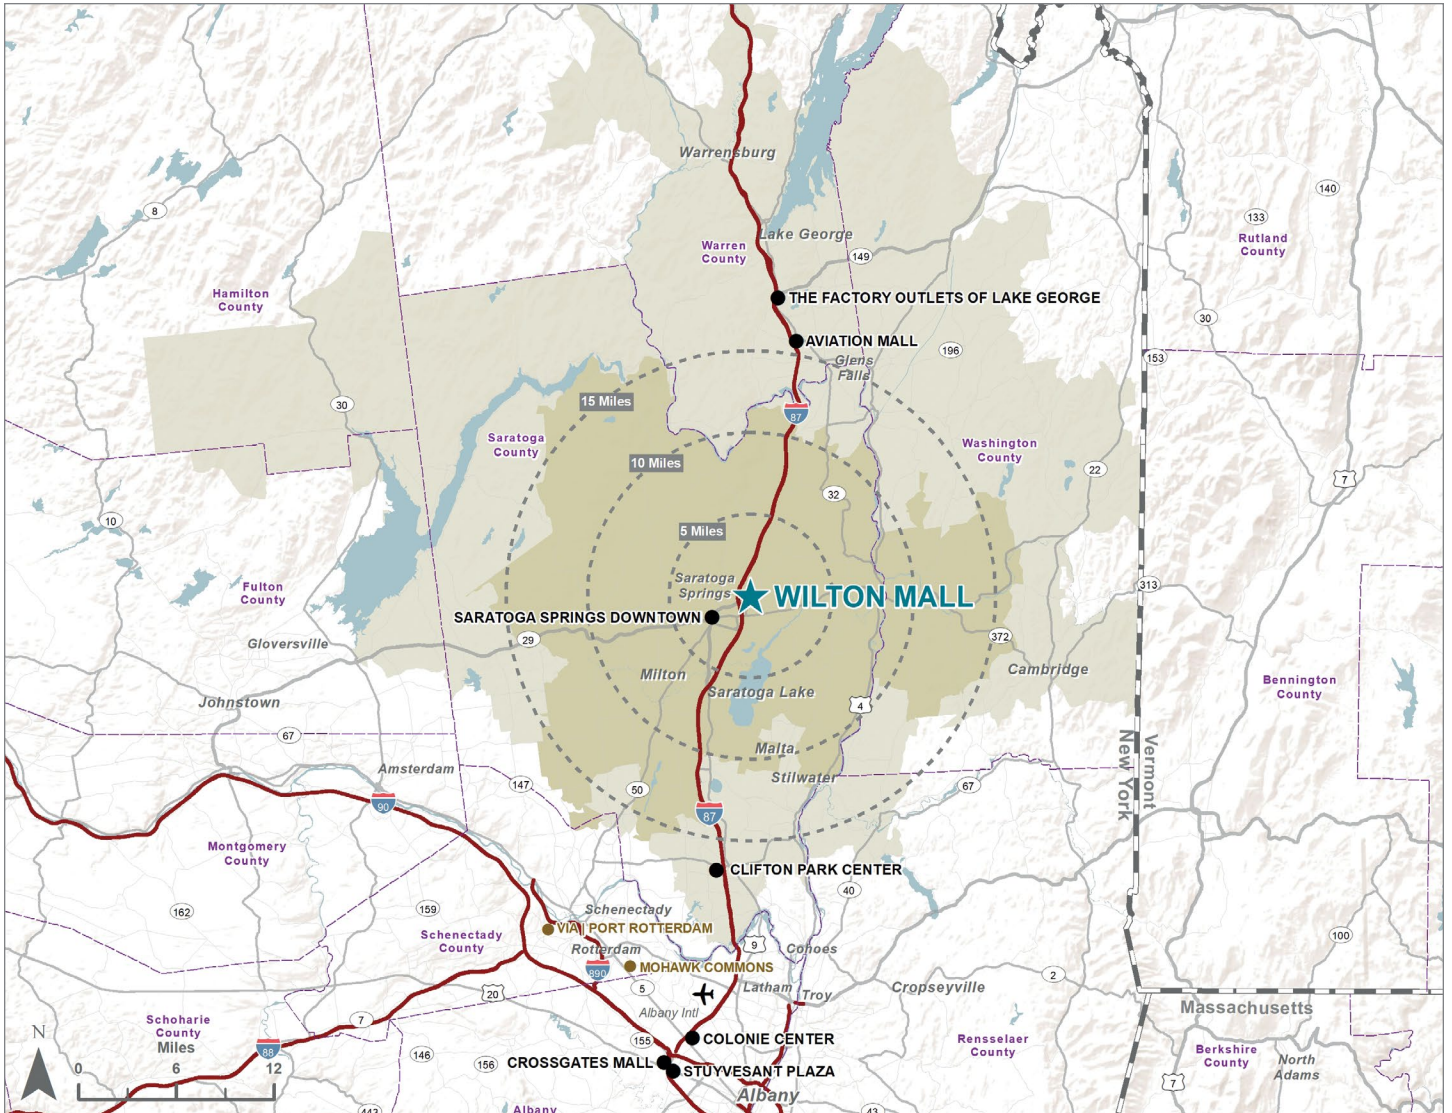 Warrensburg
8
140
133
Lake George
Rutland
County
Warren
County
149
Hamilton
County
THE FACTORY OUTLETS OF LAKE GEORGE
30
AVIATION MALL
196
153
Glens
Falls
15 Miles
30
87
Saratoga
County
Washington
County
10 Miles
22
7
32
10
5 Miles
Saratoga
Springs
Fulton
County
WILTON MALL
313
SARATOGA SPRINGS DOWNTOWN
29
372
Gloversville
Milton
Cambridge
Saratoga Lake
Bennington
County
Johnstown
4
67
Malta
Vermont
New York
Amsterdam
Stilwater
147
50
67
90
87
Montgomery
County
CLIFTON PARK CENTER
40
162
159
Schenectady
VIA PORT ROTTERDAM
Schenectady
County
Rotterdam
9
Cohoes
100
890
MOHAWK COMMONS
2
20
5
Latham
Troy
Cropseyville
Massachusetts
Albany Intl
Schoharie
County
7
N
Miles
88
155
COLONIE CENTER
Rensselaer
County
Berkshire
County
146
156
CROSSGATES MALL
STUYVESANT PLAZA
North
Adams
0
6
12
7
Albany
443
Albany
43